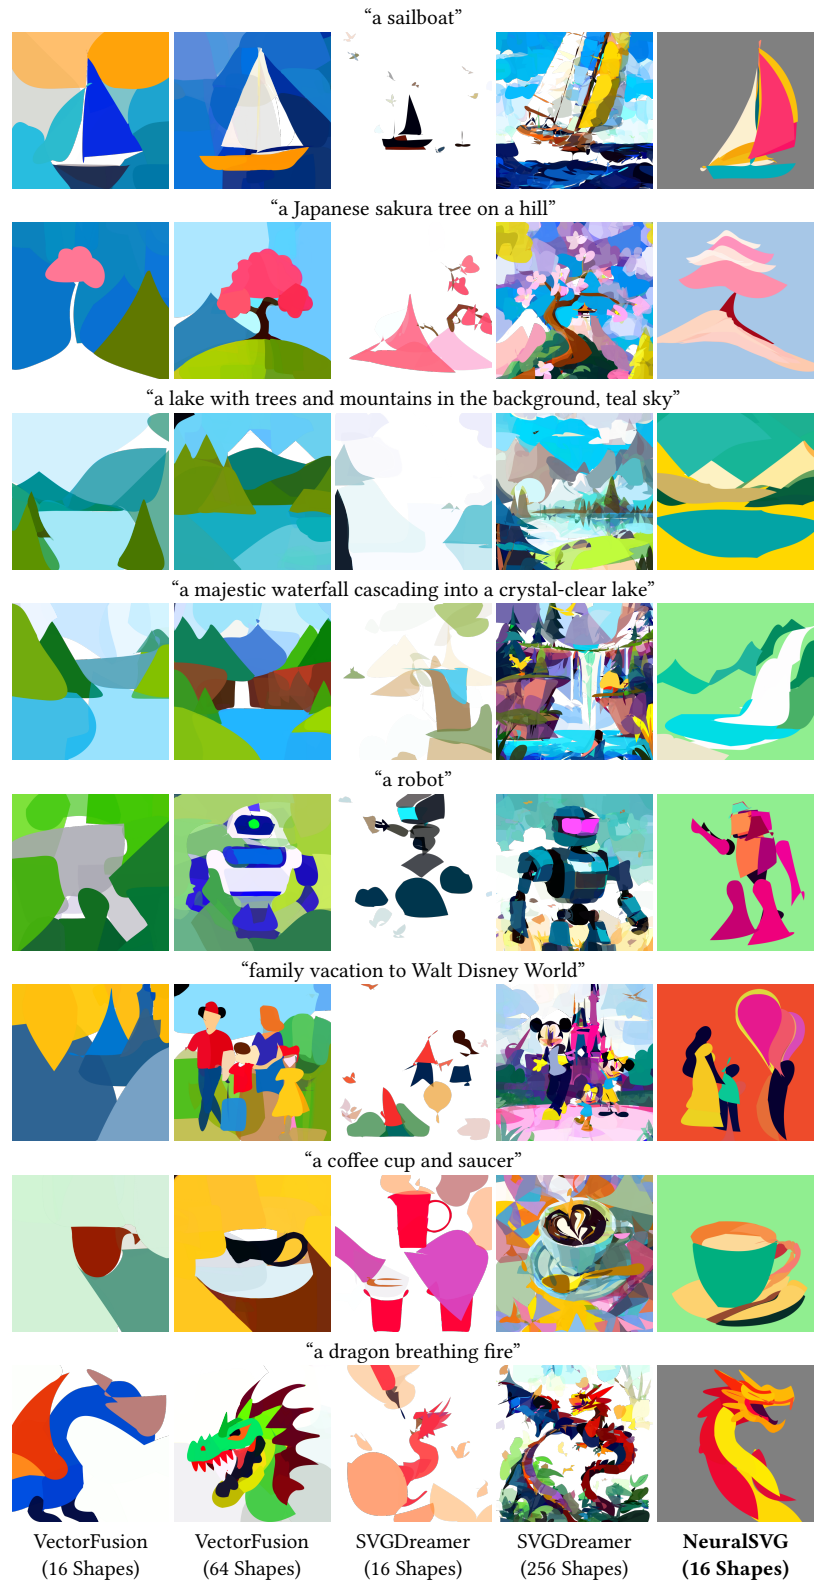 “a sailboat”
“a Japanese sakura tree on a hill”
“a lake with trees and mountains in the background, teal sky”
“a majestic waterfall cascading into a crystal-clear lake”
“a robot”
“family vacation to Walt Disney World”
“a coffee cup and saucer”
“a dragon breathing fire”
VectorFusion VectorFusion SVGDreamer SVGDreamer NeuralSVG
(16 Shapes) (64 Shapes) (16 Shapes) (256 Shapes) (16 Shapes)